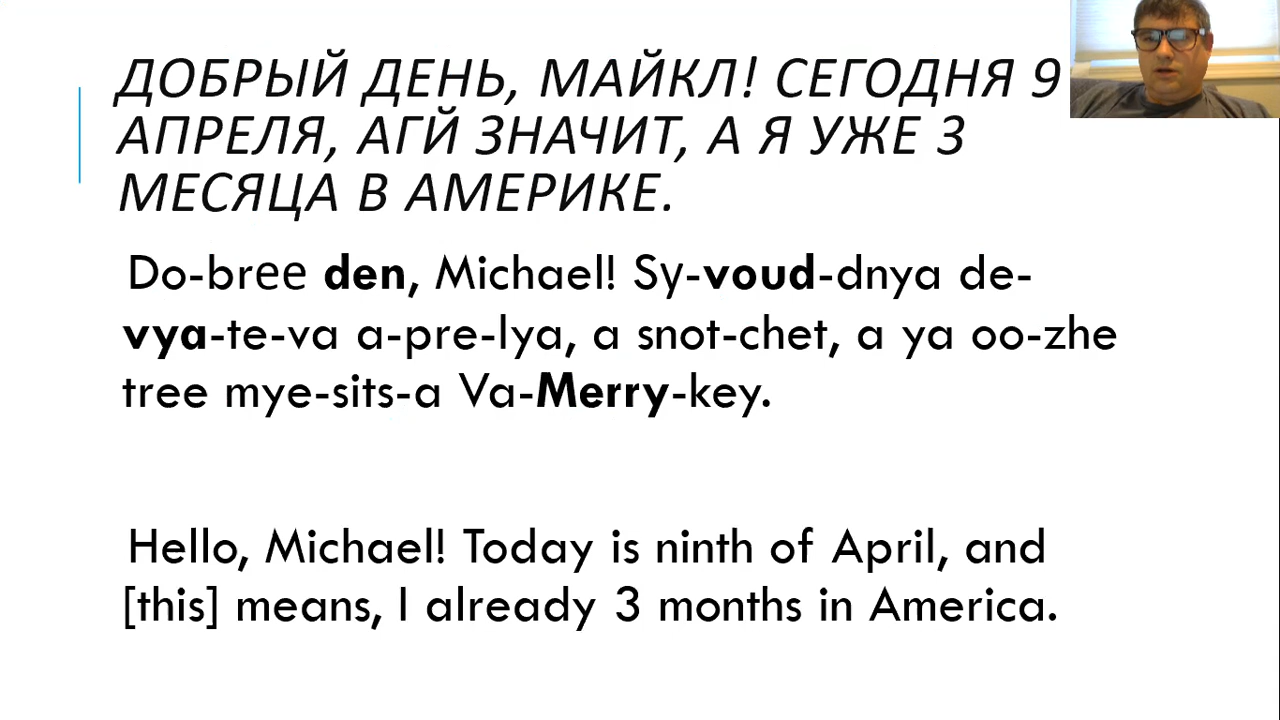 ДОБРЫЙ ДЕНЬ, МАЙКЛ! СЕГОДНЯ 9
АПРЕЛЯ, АГЙ ЗНАЧИТ, А Я УЖЕ 3
МЕСЯЦА В АМЕРИКЕ.
Do-bree den, Michael! Sy-voud-dnya de-
vya-te-va a-pre-lya, a snot-chet, a ya oo-zhe
tree mye-sits-a Va-Merry-key.
Hello, Michael! Today is ninth of April, and
[this] means, I already 3 months in America.